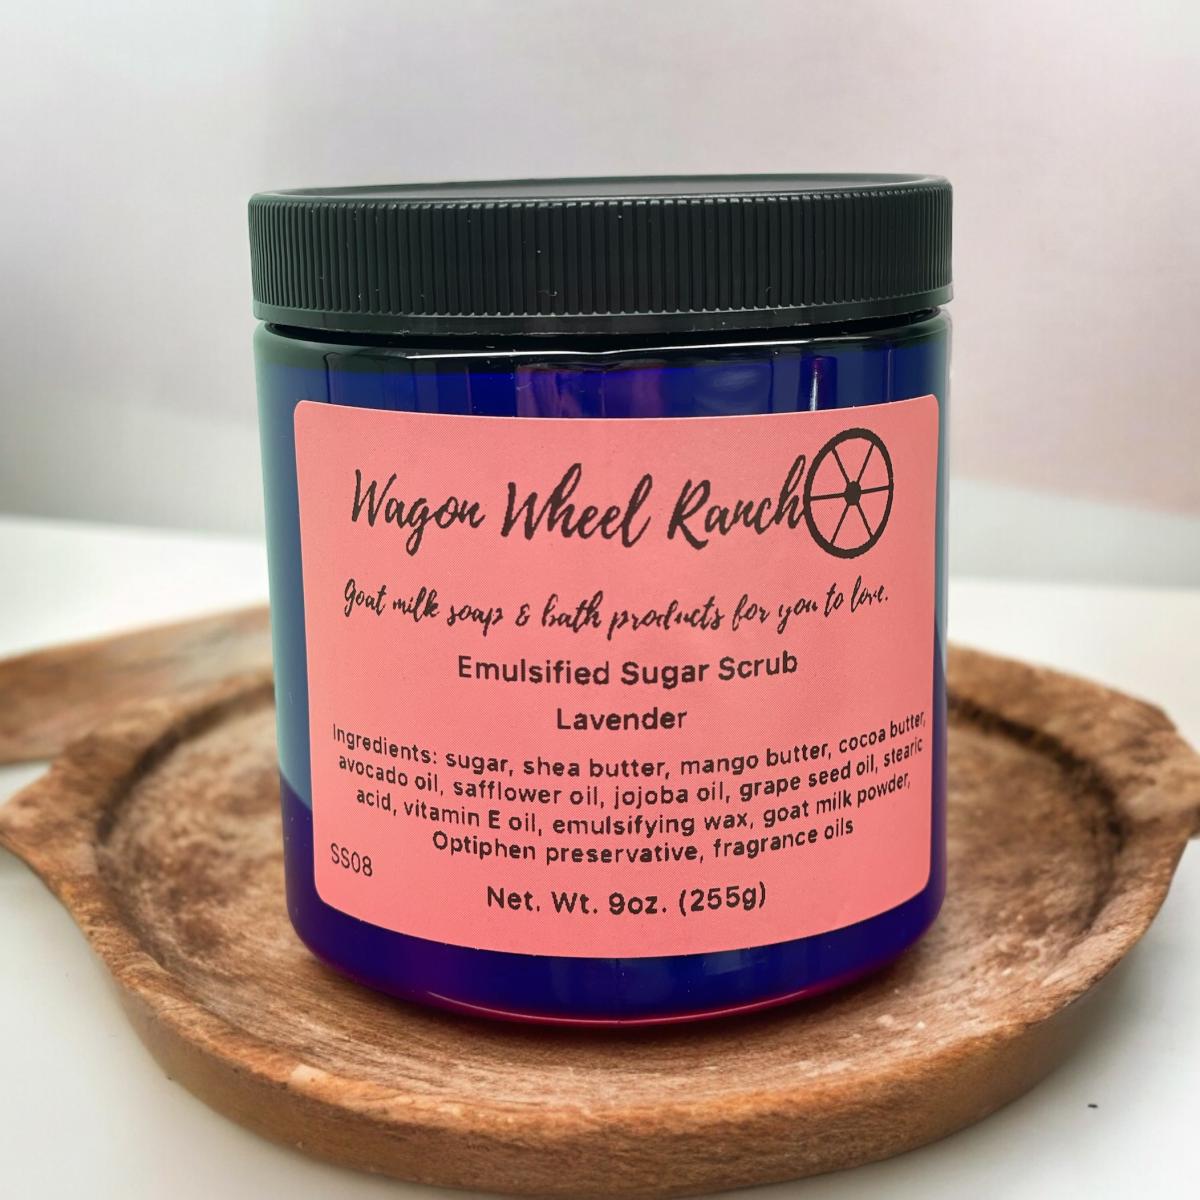 Wagon Wheel Ranch
Goat milk soap & bath products for you to love.
Emulsified Sugar Scrub
Lavender
Ingredients: sugar, shea butter, mango butter, cocoa butter,
avocado oil, safflower oil, jojoba oil, grape seed oil, stearic
acid, vitamin E oil, emulsifying wax, goat milk powder,
Optiphen preservative, fragrance oils
SS08
Net. Wt. 9oz. (255g)